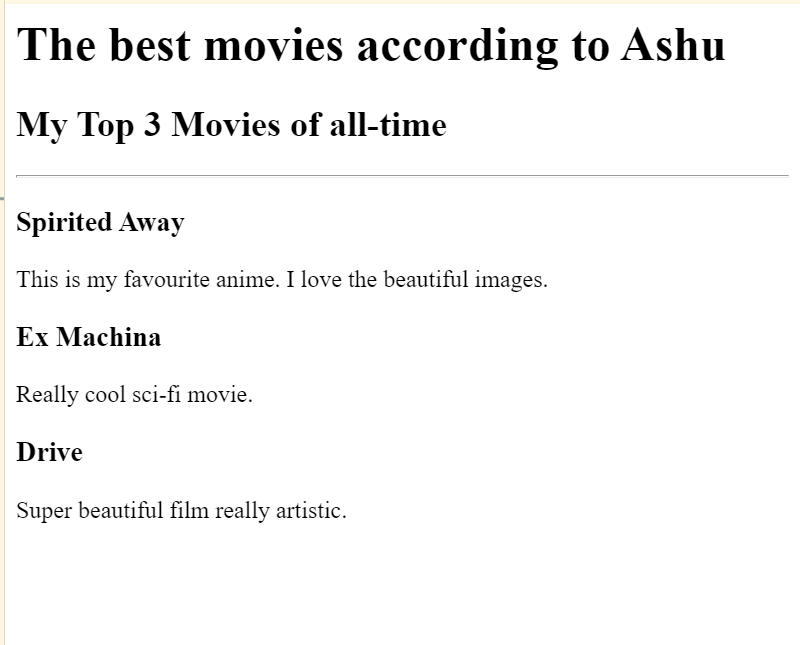 The best movies according to Ashu
My Top 3 Movies of all-time
Spirited Away
This is my favourite anime. I love the beautiful images.
Ex Machina
Really cool sci-fi movie.
Drive
Super beautiful film really artistic.